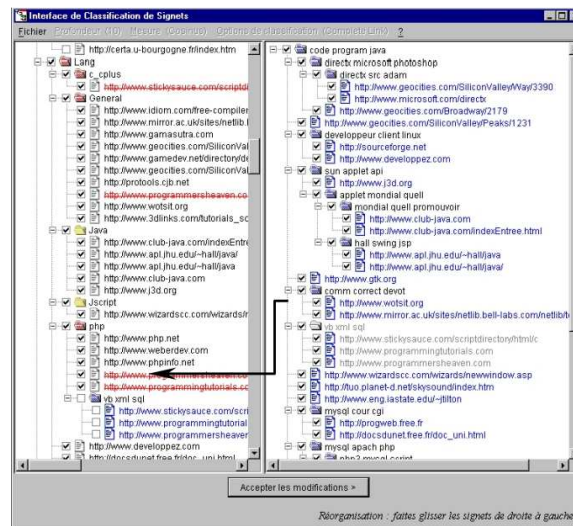 Interface de Classification de Signets
Fichier Profondeur (10) Mesure (Cosinus) Options de classification (Complete Link) ?
http://certa.u-bourgogne.fr/index.htm
Lang
c_cplus
http://www.stickysauce.com/scriptdi
General
http://www.idiom.com/free-compiler
http://www.mirror.ac.uk/sites/netlib.b
http://www.gamasutra.com
http://www.geocities.com/SiliconVal
http://www.gamedev.net/directory/de
http://www.geocities.com/SiliconVal
http://protools.cjb.net
http://www.programmersheaven.co
http://www.wotsit.org
http://www.3dlinks.com/tutorials_sc
Java
http://www.club-java.com/indexEntre
http://www.apl.jhu.edu/~hall/java
http://www.apl.jhu.edu/~hall/java
http://www.club-java.com
http://www.j3d.org
Jscript
http://www.wizardscc.com/wizards/r
php
http://www.php.net
http://www.weberdev.com
http://www.phpinfo.net
http://www.programmersheaven.co
http://www.programmingtutorials.c
vb xml sql
http://www.stickysauce.com/scri
http://www.programmingtutorial
http://www.programmersheaven
http://www.developpez.com
http://docsdunet.free.fr/doc_uni.html
code program java
directx microsoft photoshop
directx src adam
http://www.geocities.com/SiliconValley/Way/3390
http://www.microsoft.com/directx
http://www.geocities.com/Broadway/2179
http://www.geocities.com/SiliconValley/Peaks/1231
developpeur client linux
http://sourceforge.net
http://www.developpez.com
sun applet api
http://www.j3d.org
applet mondial quell
mondial quell promouvoir
http://www.club-java.com
http://www.club-java.com/indexEntree.html
hall swing jsp
http://www.apl.jhu.edu/~hall/java
http://www.apl.jhu.edu/~hall/java/
http://www.gtk.org
comm correct devot
http://www.wotsit.org
http://www.mirror.ac.uk/sites/netlib.bell-labs.com/netlib/b
vb xml sql
http://www.stickysauce.com/scriptdirectory/html/c
http://www.programmingtutorials.com
http://www.programmersheaven.com
http://www.wizardscc.com/wizards/newwindow.asp
http://tuo.planet-d.net/skysound/index.htm
http://www.eng.iastate.edu/~jtilton
mysql cour cgi
http://progweb.free.fr
http://docsdunet.free.fr/doc_uni.html
mysql apach php
php3 mysql script
Accepter les modifications >
Réorganisation : faites glisser les signets de droite à gauche